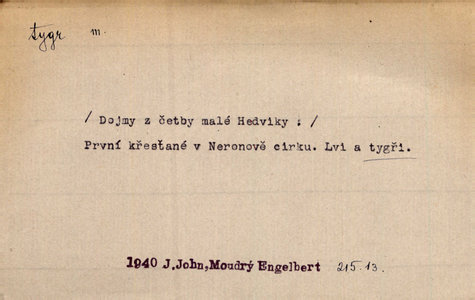 tygr m.
/ Dojmy z četby malé Hedviky : /
První křesťané v Neronově cirku. Lvi a tygři.
1940 J.John,Moudrý Engelbert 215.13.